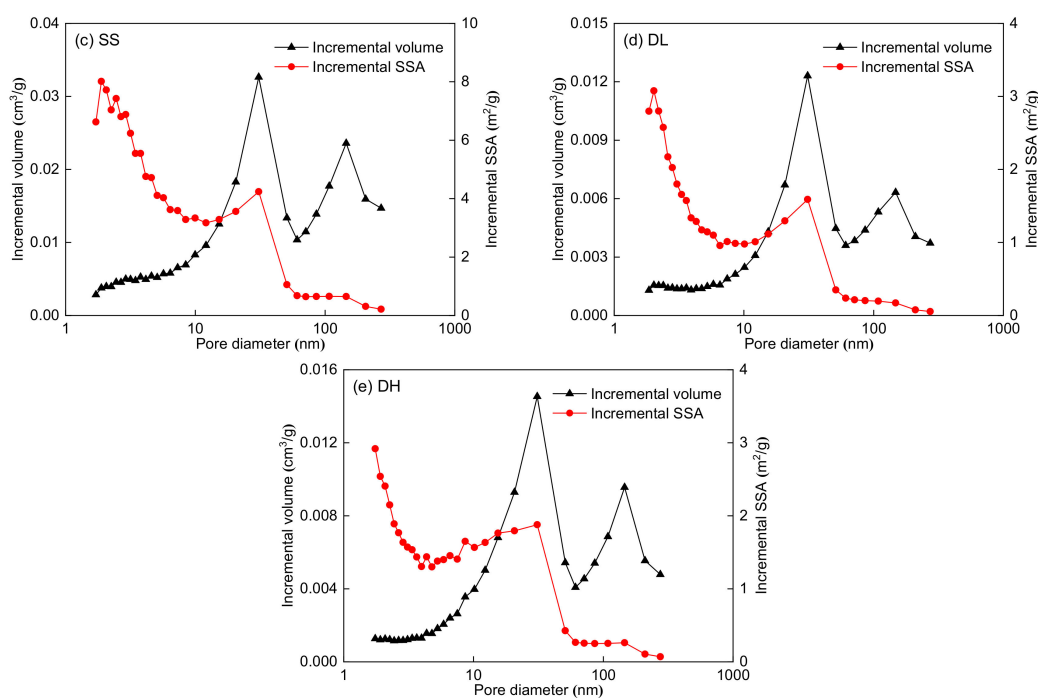 (c) SS
Incremental volume
Incremental SSA
0.04
0.03
0.02
0.01
0.00
10
8
6
4
2
0
1
10
100
1000
Incremental volume (cm³/g)
Incremental SSA (m²/g)
Pore diameter (nm)
(d) DL
Incremental volume
Incremental SSA
0.015
0.012
0.009
0.006
0.003
0.000
4
3
2
1
0
1
10
100
1000
Incremental volume (cm³/g)
Incremental SSA (m²/g)
Pore diameter (nm)
(e) DH
Incremental volume
Incremental SSA
0.016
0.012
0.008
0.004
0.000
4
3
2
1
0
1
10
100
1000
Incremental volume (cm³/g)
Incremental SSA (m²/g)
Pore diameter (nm)